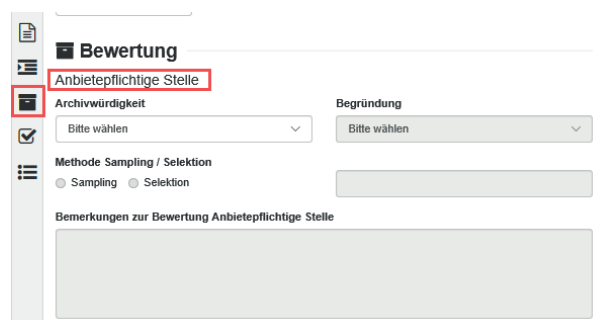 Bewertung
Anbietepflichtige Stelle
Archivwürdigkeit Begründung
Bitte wählen Bitte wählen
Methode Sampling / Selektion
Sampling Selektion
Bemerkungen zur Bewertung Anbietepflichtige Stelle